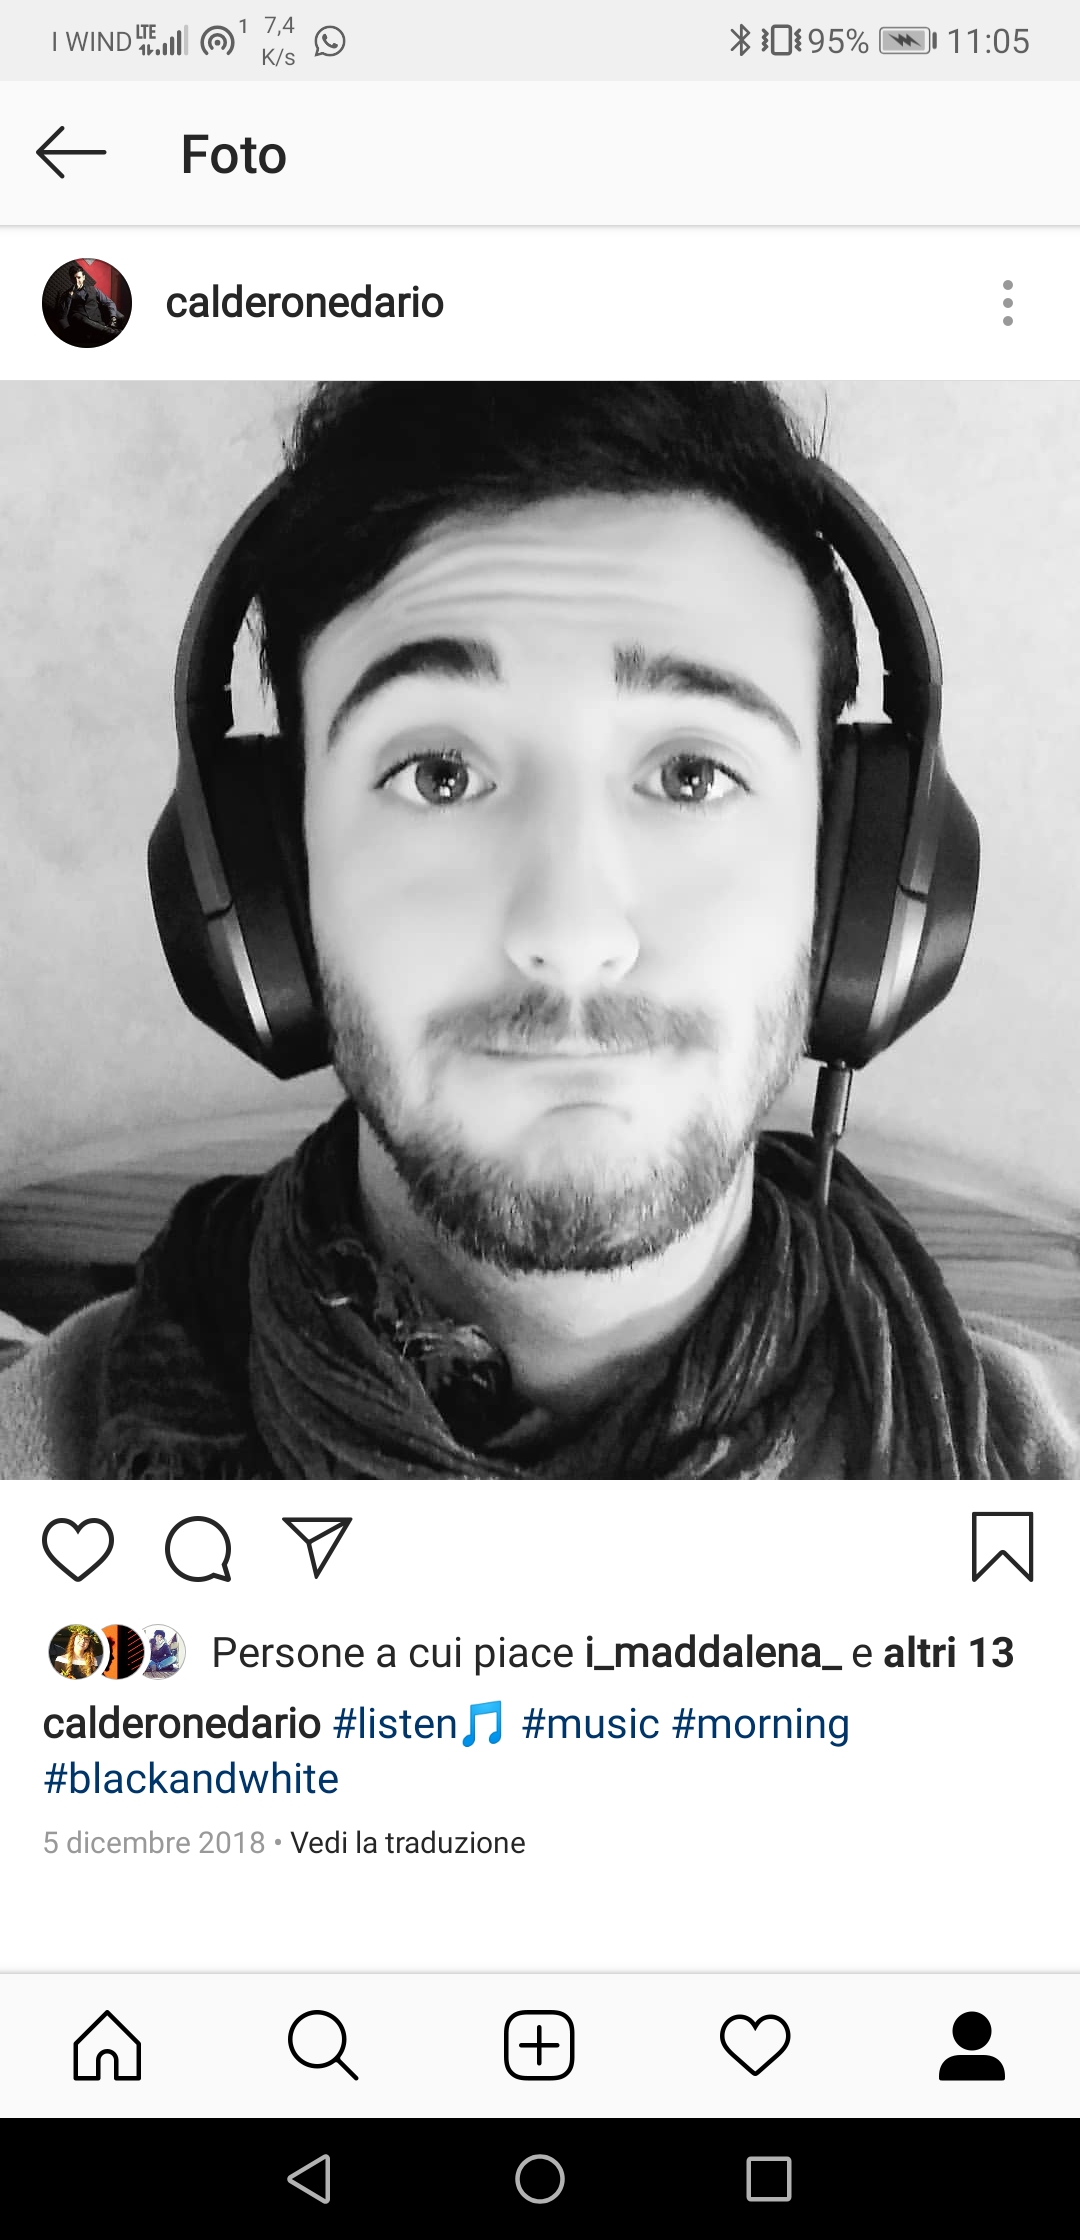 I WIND LTE 1 7,4 K/s 95% 11:05
Foto
calderonedario
Persone a cui piace i_maddalena_ e altri 13
calderonedario #listen🎵 #music #morning
#blackandwhite
5 dicembre 2018 • Vedi la traduzione